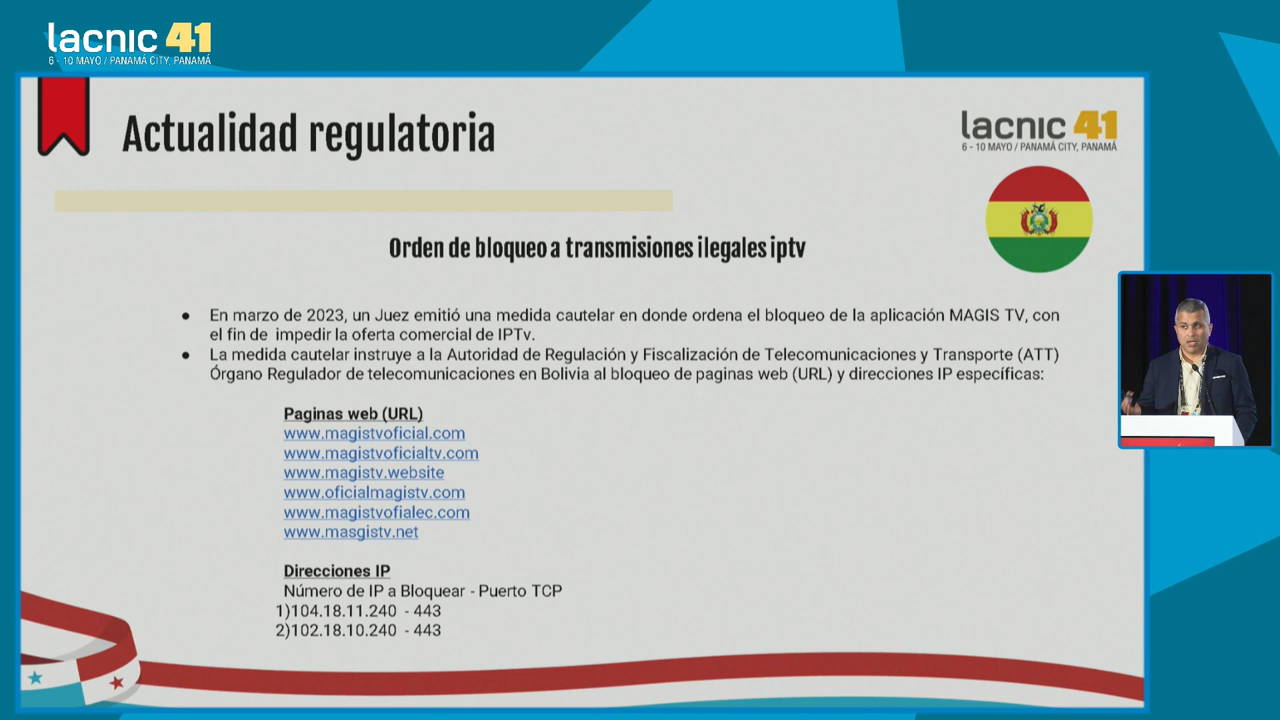 lacnic 41
6 - 10 MAYO / PANAMÁ CITY, PANAMÁ
Actualidad regulatoria
lacnic 41
6 - 10 MAYO / PANAMÁ CITY, PANAMÁ
Orden de bloqueo a transmisiones ilegales iptv
● En marzo de 2023, un Juez emitió una medida cautelar en donde ordena el bloqueo de la aplicación MAGIS TV, con
el fin de impedir la oferta comercial de IPTv.
● La medida cautelar instruye a la Autoridad de Regulación y Fiscalización de Telecomunicaciones y Transporte (ATT)
Órgano Regulador de telecomunicaciones en Bolivia al bloqueo de paginas web (URL) y direcciones IP específicas:
Paginas web (URL)
www.magistvoficial.com
www.magistvoficialtv.com
www.magistv.website
www.oficialmagistv.com
www.magistvofialec.com
www.masgistv.net
Direcciones IP
Número de IP a Bloquear - Puerto TCP
1)104.18.11.240 - 443
2)102.18.10.240 - 443